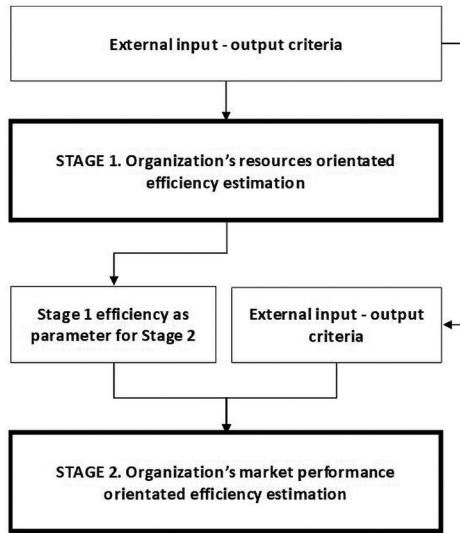 External input - output criteria
STAGE 1. Organization's resources orientated
efficiency estimation
Stage 1 efficiency as
parameter for Stage 2
External input - output
criteria
STAGE 2. Organization's market performance
orientated efficiency estimation